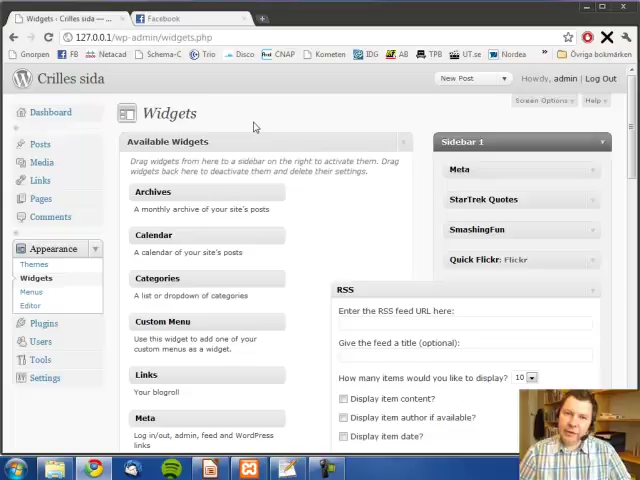 Widgets ‹ Crilles sida —...
Facebook
127.0.0.1/wp-admin/widgets.php
Gnorpen
FB
Netacad
Schema-C
Trio
Disco
CNAP
Kometen
IDG
AB
TPB
UT.se
Nordea
»
Övriga bokmärken
Crilles sida
New Post
Howdy, admin | Log Out
Screen Options
Help
Dashboard
Posts
Media
Links
Pages
Comments
Appearance
Themes
Widgets
Menus
Editor
Plugins
Users
Tools
Settings
Widgets
Available Widgets
Drag widgets from here to a sidebar on the right to activate them. Drag
widgets back here to deactivate them and delete their settings.
Archives
A monthly archive of your site's posts
Calendar
A calendar of your site's posts
Categories
A list or dropdown of categories
Custom Menu
Use this widget to add one of your
custom menus as a widget.
Links
Your blogroll
Meta
Log in/out, admin, feed and WordPress
links
Sidebar 1
Meta
StarTrek Quotes
SmashingFun
Quick Flickr: Flickr
RSS
Enter the RSS feed URL here:
Give the feed a title (optional):
How many items would you like to display? 10
Display item content?
Display item author if available?
Display item date?